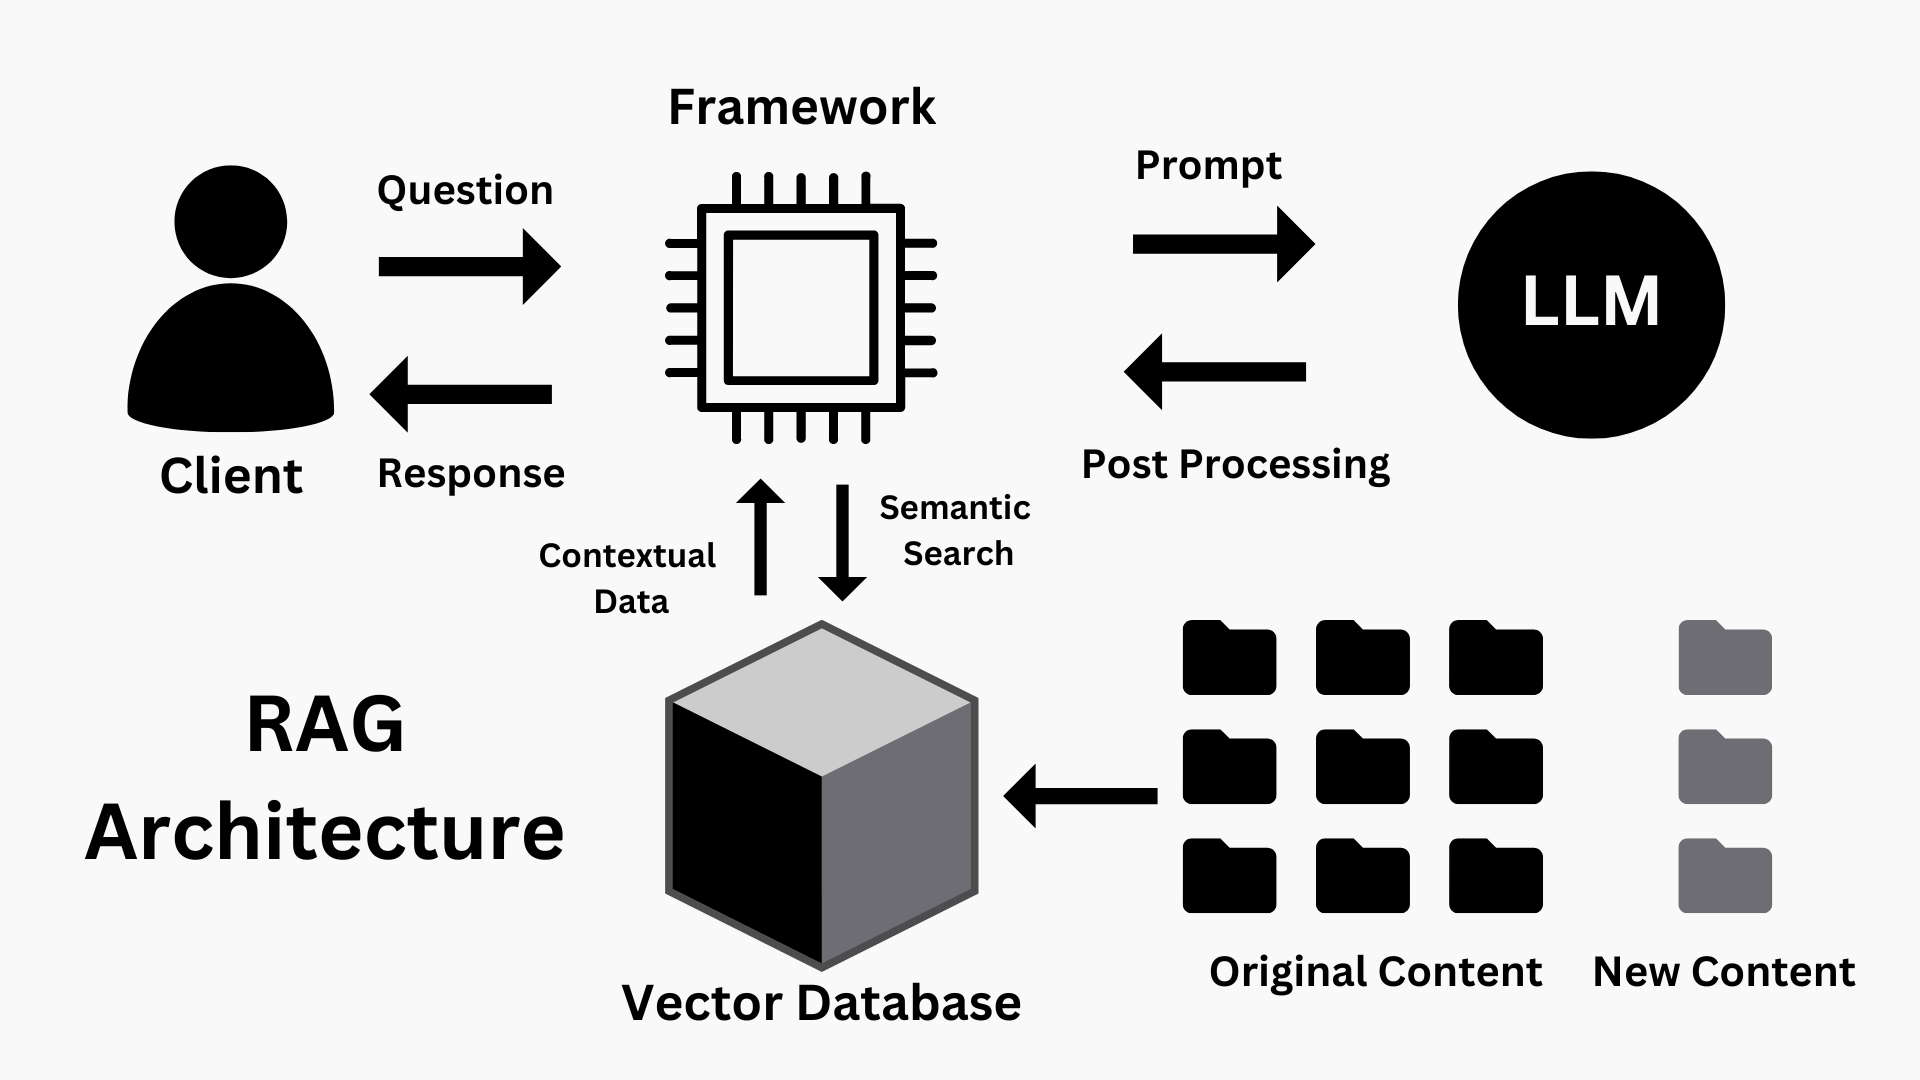 Framework
Question
Prompt
LLM
Client
Response
Post Processing
Semantic
Search
Contextual
Data
RAG
Architecture
Vector Database
Original Content
New Content